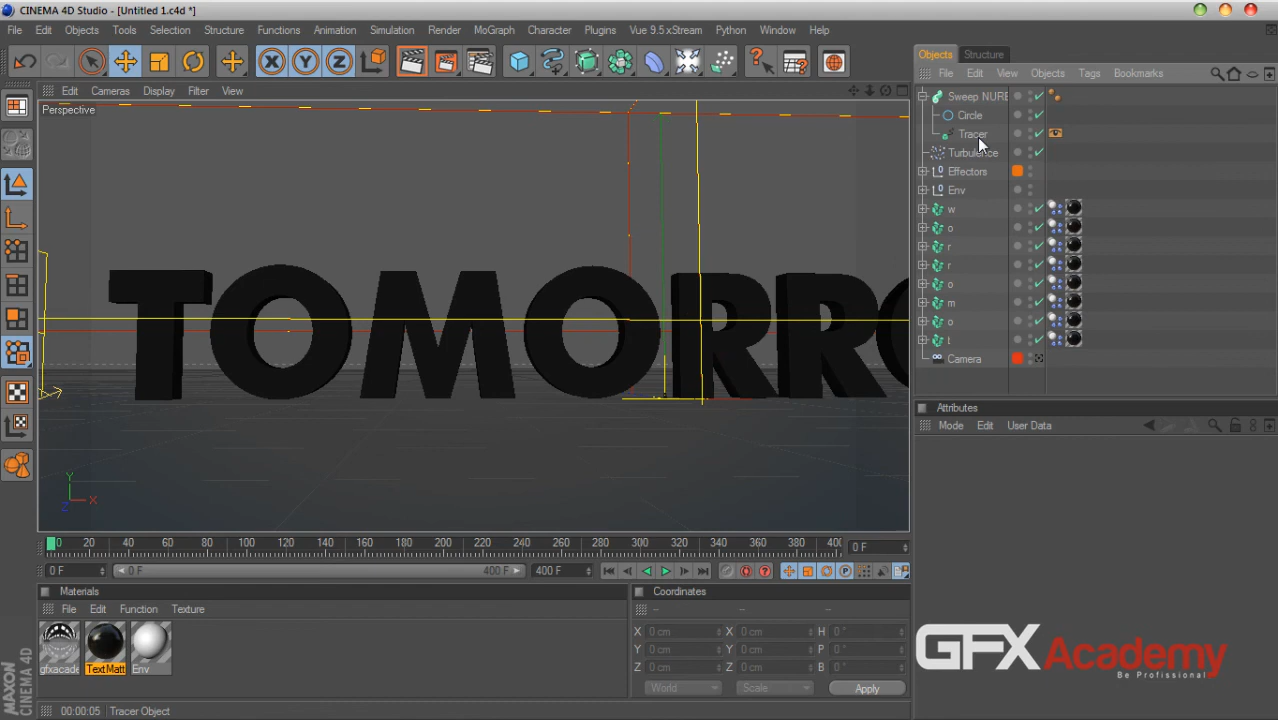 CINEMA 4D Studio - [Untitled 1.c4d *]
File Edit Objects Tools Selection Structure Functions Animation Simulation Render MoGraph Character Plugins Vue 9.5 xStream Python Window Help
Edit Cameras Display Filter View
Perspective
TOMORR
Y
X
Z
0 20 40 60 80 100 120 140 160 180 200 220 240 260 280 300 320 340 360 380 40(
0 F
0 F
0 F
400 F
400 F
Materials
File Edit Function Texture
gfxacade
TextMatt
Env
MAXON
CINEMA 4D
00:00:05 Tracer Object
Coordinates
--
--
--
X 0 cm X 0 cm H 0 °
Y 0 cm Y 0 cm P 0 °
Z 0 cm Z 0 cm B 0 °
World
Scale
Apply
Objects Structure
File Edit View Objects Tags Bookmarks
Sweep NURE
Circle
Tracer
Turbulence
Effectors
Env
w
o
r
r
o
m
o
t
Camera
Attributes
Mode Edit User Data
GFX Academy
Be Profissional